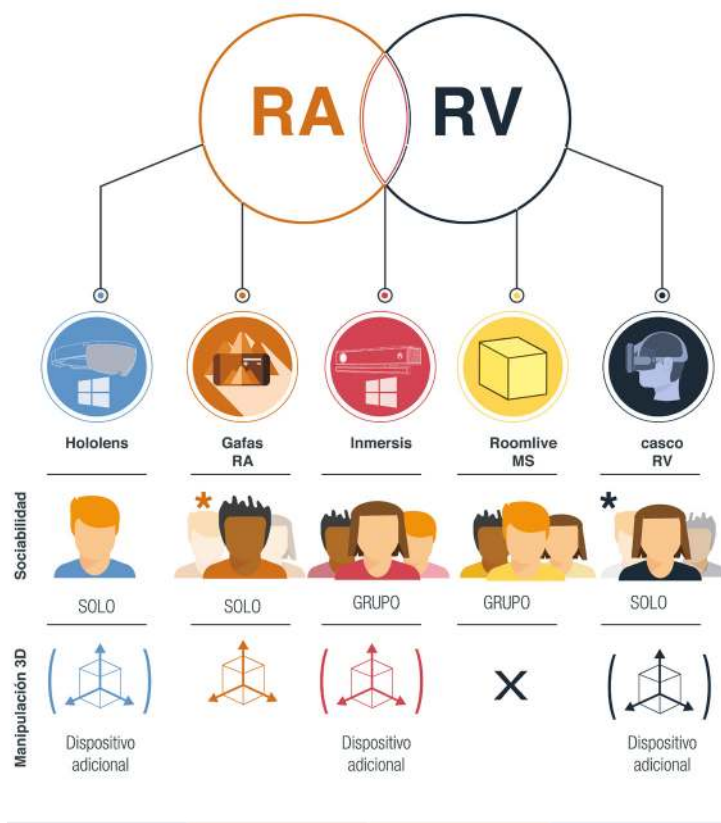 RA
RV
Hololens
Gafas
RA
Inmersis
Roomlive
MS
casco
RV
Sociabilidad
*
*
SOLO
SOLO
GRUPO
GRUPO
SOLO
Manipulación 3D
X
Dispositivo
adicional
Dispositivo
adicional
Dispositivo
adicional